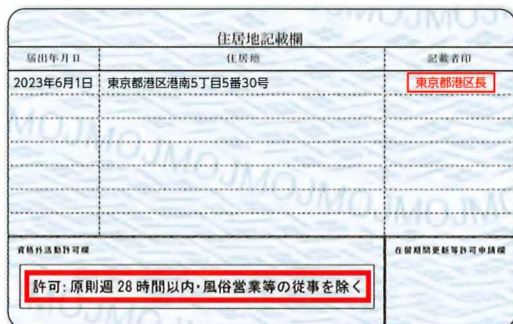 住居地記載欄
届出年月日 住居地 記載者印
2023年6月1日 東京都港区港南5丁目5番30号 東京都港区長
MOJMOJMOJMOJMOJMOJM
資格外活動許可欄 在留期間更新等許可申請欄
許可:原則週28時間以内・風俗営業等の従事を除く